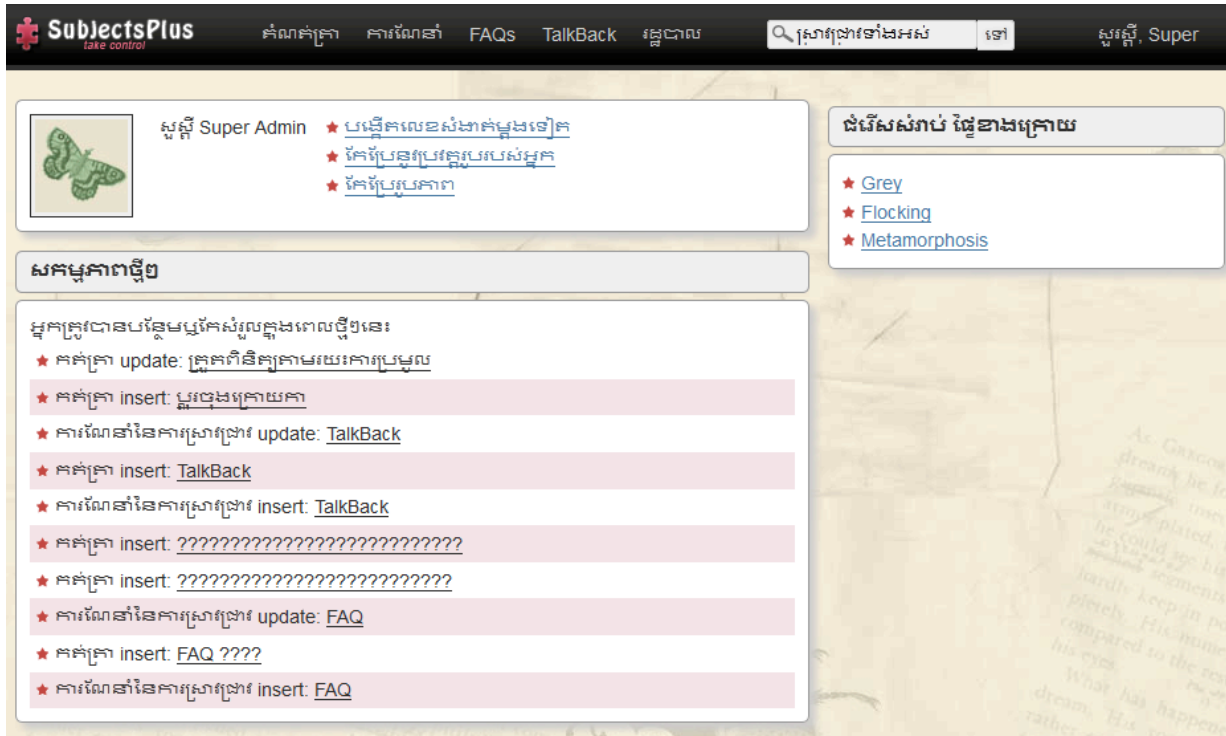 SubjectsPlus
take control
កំណត់ត្រា ការណែនាំ FAQs TalkBack រដ្ឋបាល
ស្រាវជ្រាវទាំងអស់ ទៅ
សួរស្តី, Super
សួស្តី Super Admin
បង្កើតលេខសំងាត់ម្តងទៀត
កែប្រែនូវប្រវត្តរូបរបស់អ្នក
កែប្រែរូបភាព
សកម្មភាពថ្មីៗ
អ្នកត្រូវបានបន្ថែមឬកែសំរួលក្នុងពេលថ្មីៗនេះ៖
កត់ត្រា update: ត្រួតពិនិត្យតាមរយះការប្រមូល
កត់ត្រា insert: ប្តូរចុងក្រោយកា
ការណែនាំនៃការស្រាវជ្រាវ update: TalkBack
កត់ត្រា insert: TalkBack
ការណែនាំនៃការស្រាវជ្រាវ insert: TalkBack
កត់ត្រា insert: ???????????????????????????
កត់ត្រា insert: ??????????????????????????
ការណែនាំនៃការស្រាវជ្រាវ update: FAQ
កត់ត្រា insert: FAQ ????
ការណែនាំនៃការស្រាវជ្រាវ insert: FAQ
ជំរើសសំរាប់ ផ្ទៃខាងក្រោយ
Grey
Flocking
Metamorphosis